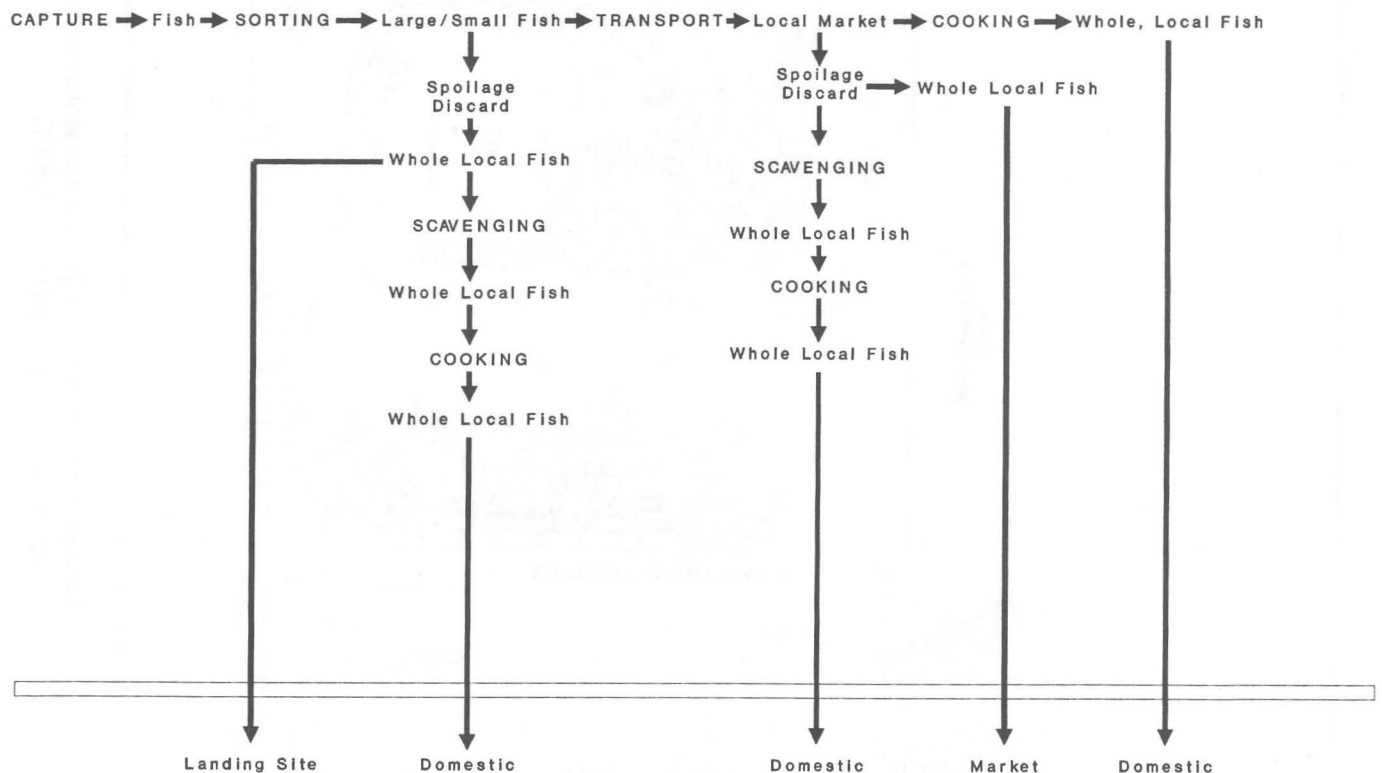 CAPTURE Fish SORTING Large/Small Fish TRANSPORT Local Market COOKING Whole, Local Fish
Spoilage
Discard
Whole Local Fish
SCAVENGING
Whole Local Fish
COOKING
Whole Local Fish
Spoilage
Discard
Whole Local Fish
SCAVENGING
Whole Local Fish
COOKING
Whole Local Fish
Landing Site Domestic Domestic Market Domestic